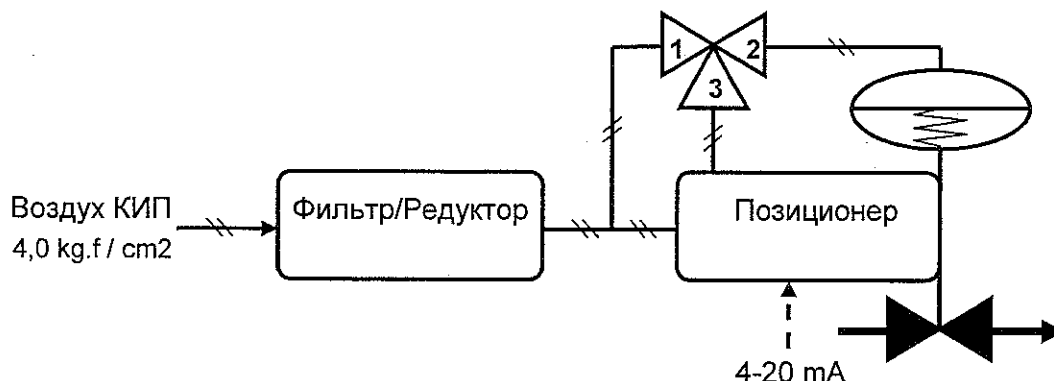 1 2
3
Воздух КИП
4,0 kg.f / cm2
Фильтр/Редуктор
Позиционер
4-20 mA